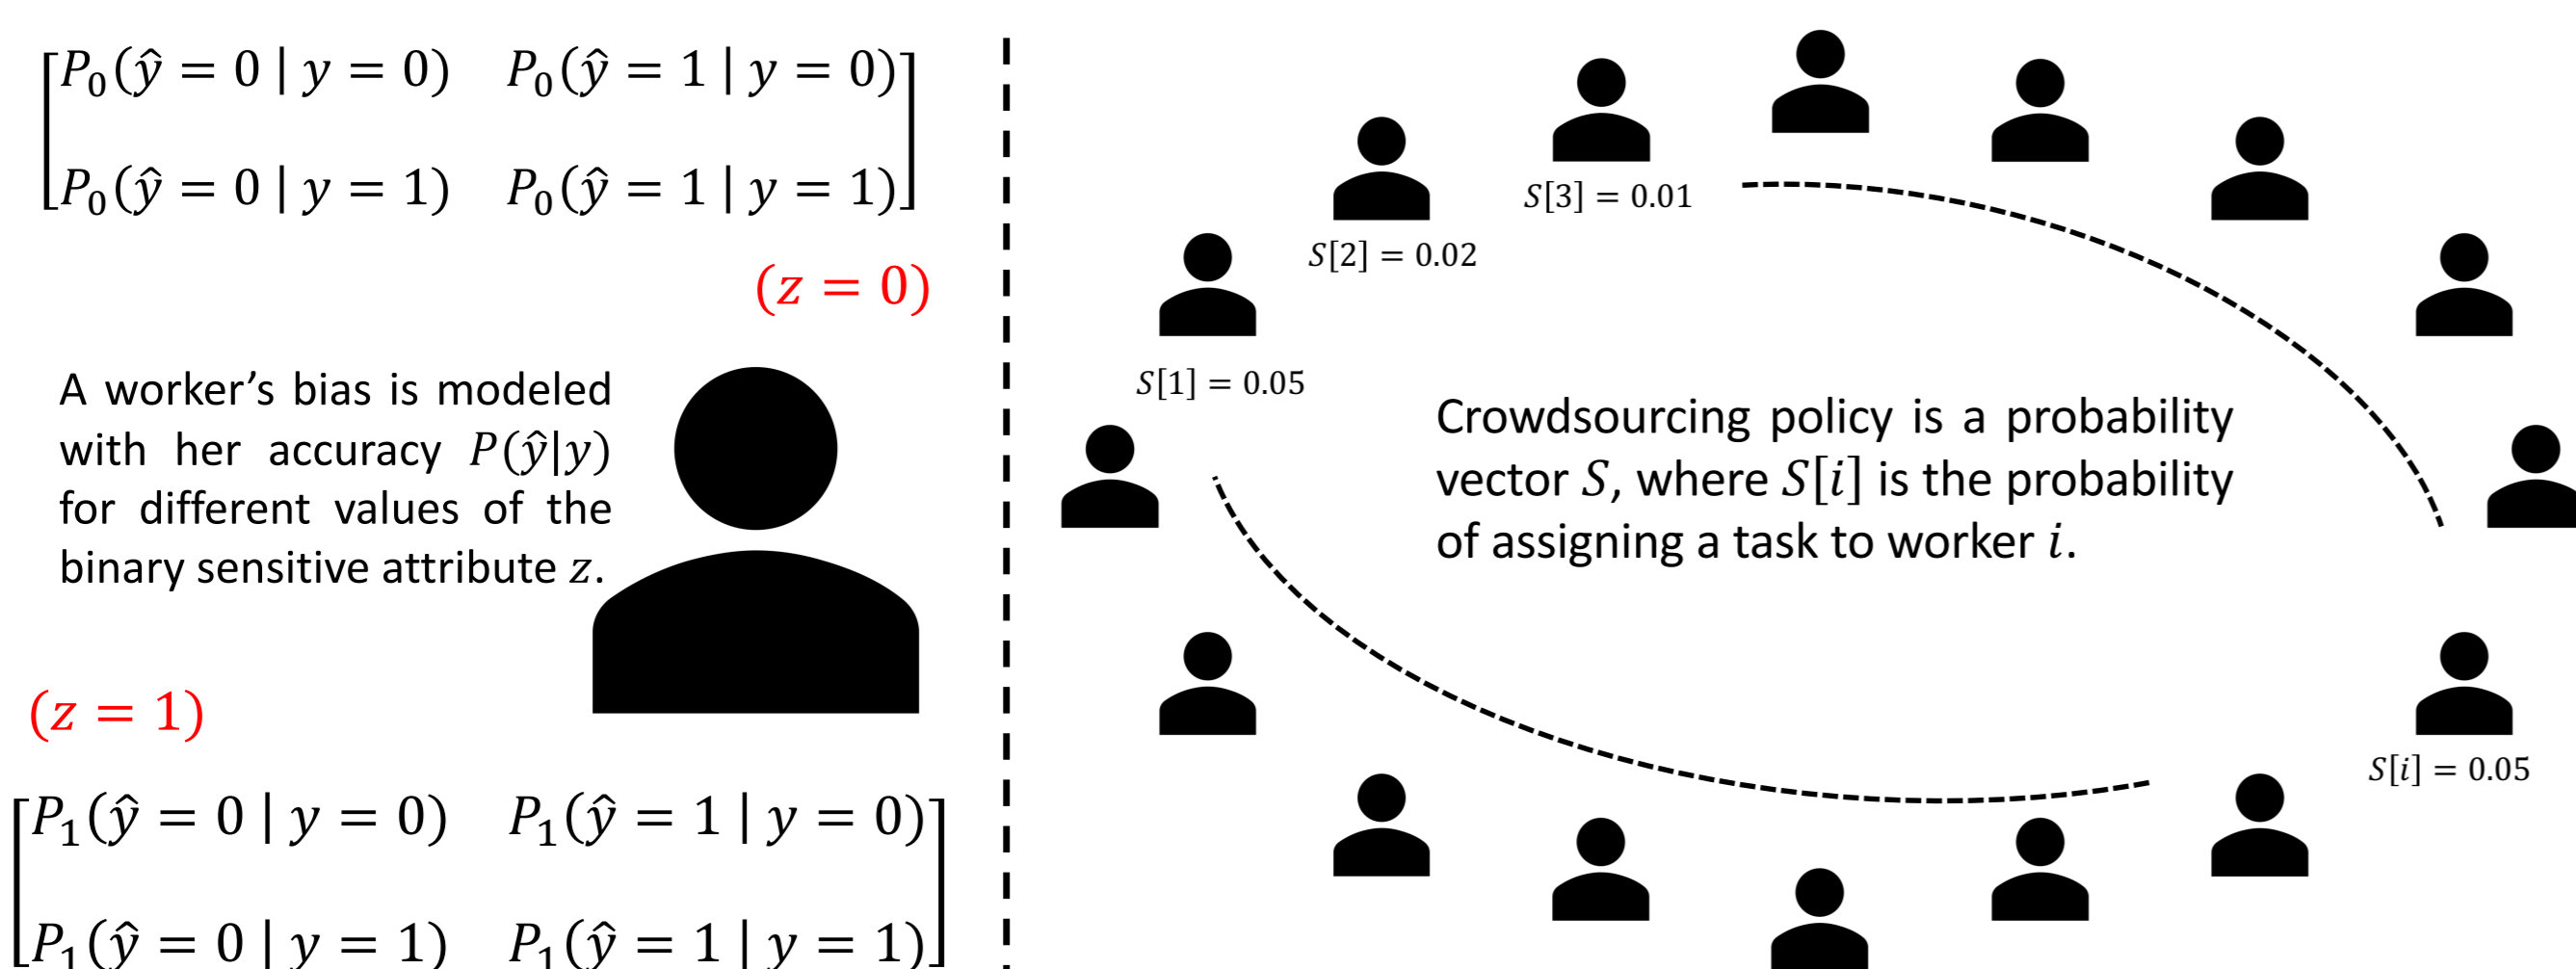 P₀(ŷ = 0 | y = 0) P₀(ŷ = 1 | y = 0)
P₀(ŷ = 0 | y = 1) P₀(ŷ = 1 | y = 1)
(z = 0)
A worker's bias is modeled
with her accuracy P(ŷ|y)
for different values of the
binary sensitive attribute z.
(z = 1)
P₁(ŷ = 0 | y = 0) P₁(ŷ = 1 | y = 0)
P₁(ŷ = 0 | y = 1) P₁(ŷ = 1 | y = 1)
S[3] = 0.01
S[2] = 0.02
S[1] = 0.05
Crowdsourcing policy is a probability
vector S, where S[i] is the probability
of assigning a task to worker i.
S[i] = 0.05